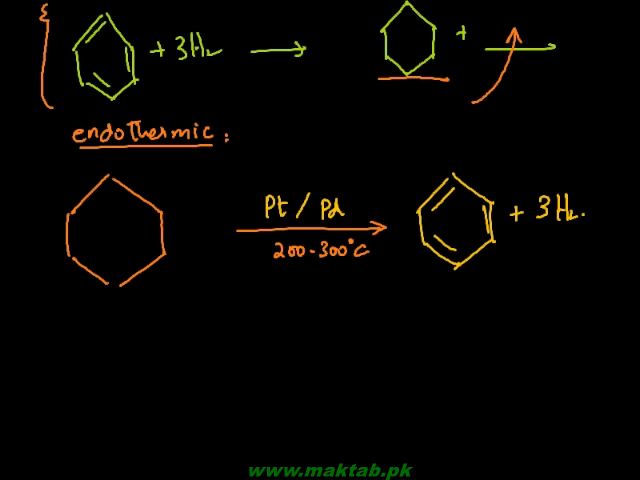 + 3H₂ → +
endothermic :
Pt / Pd
200-300°C
+ 3H₂.
www.maktab.pk